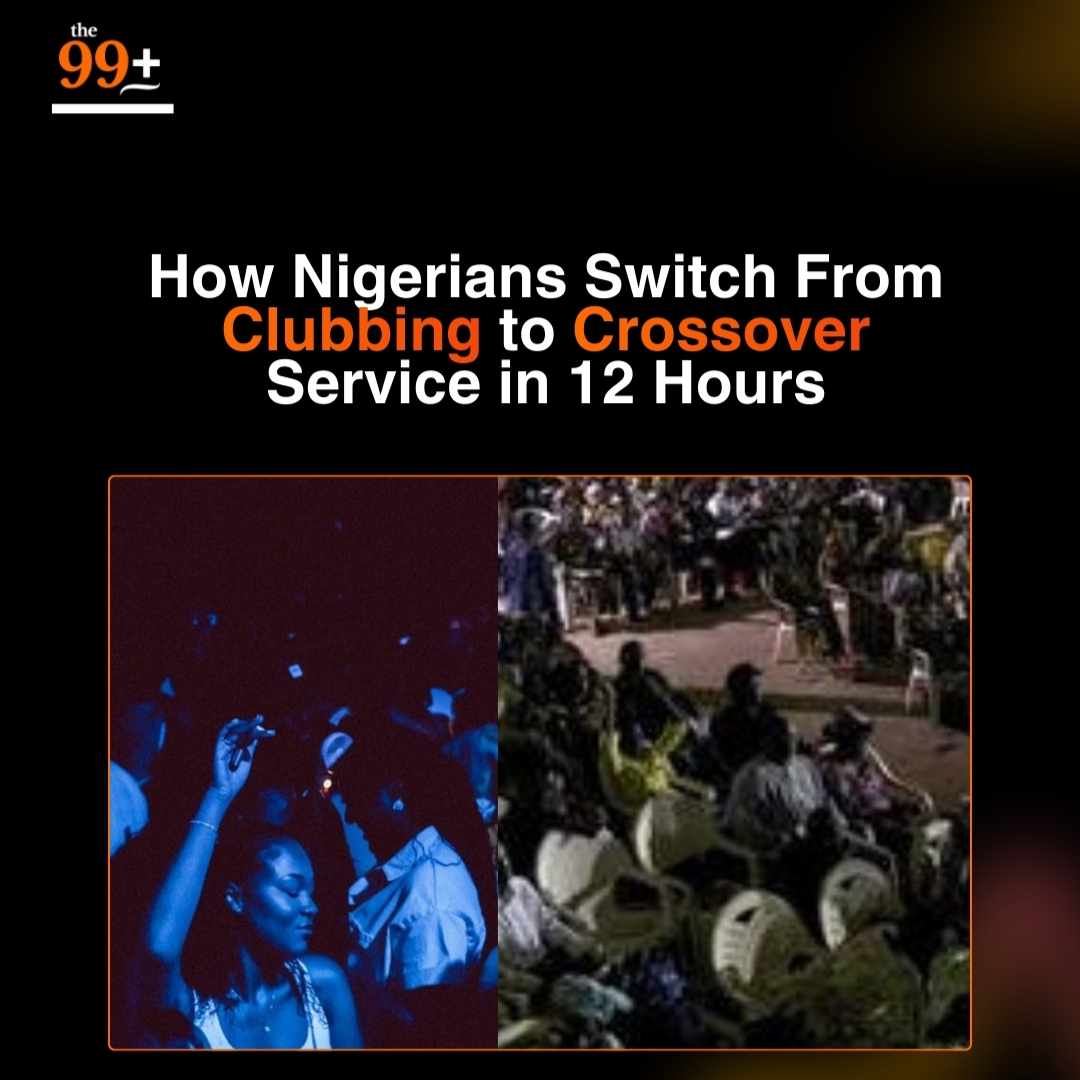 the
99+
How Nigerians Switch From
Clubbing to Crossover
Service in 12 Hours